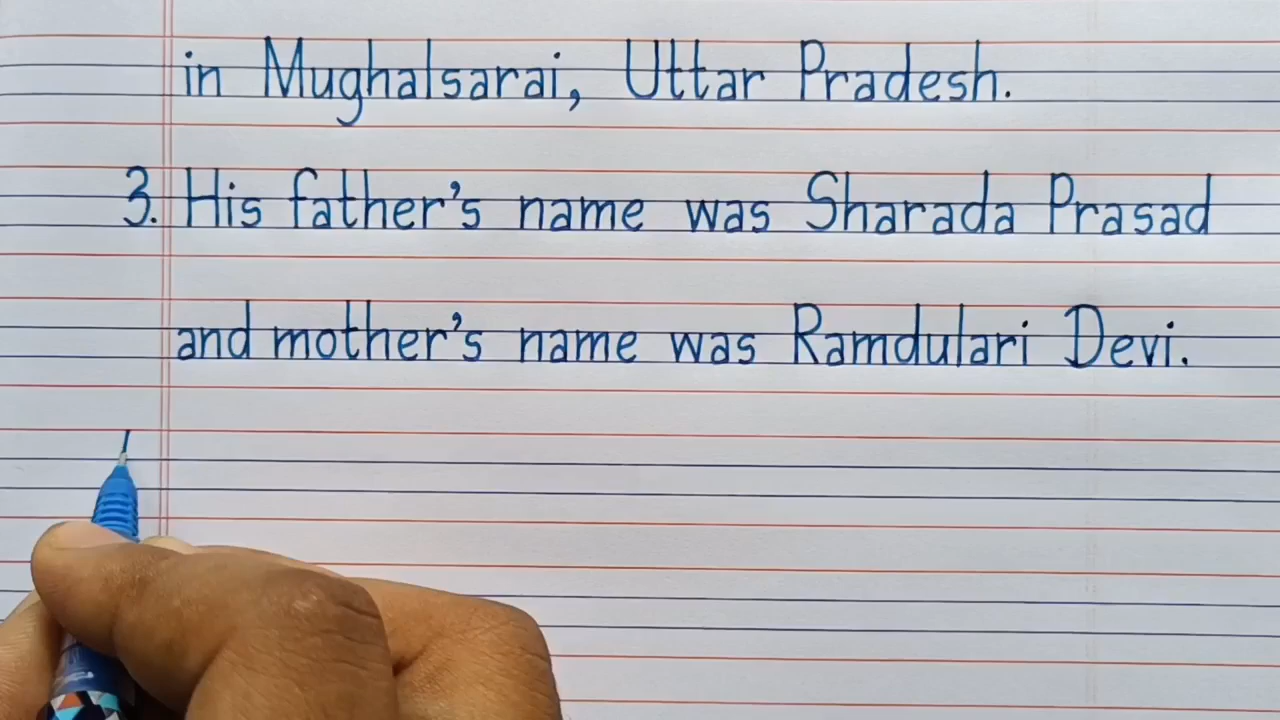 in Mughalsarai, Uttar Pradesh.
3. His father's name was Sharada Prasad
and mother's name was Ramdulari Devi.